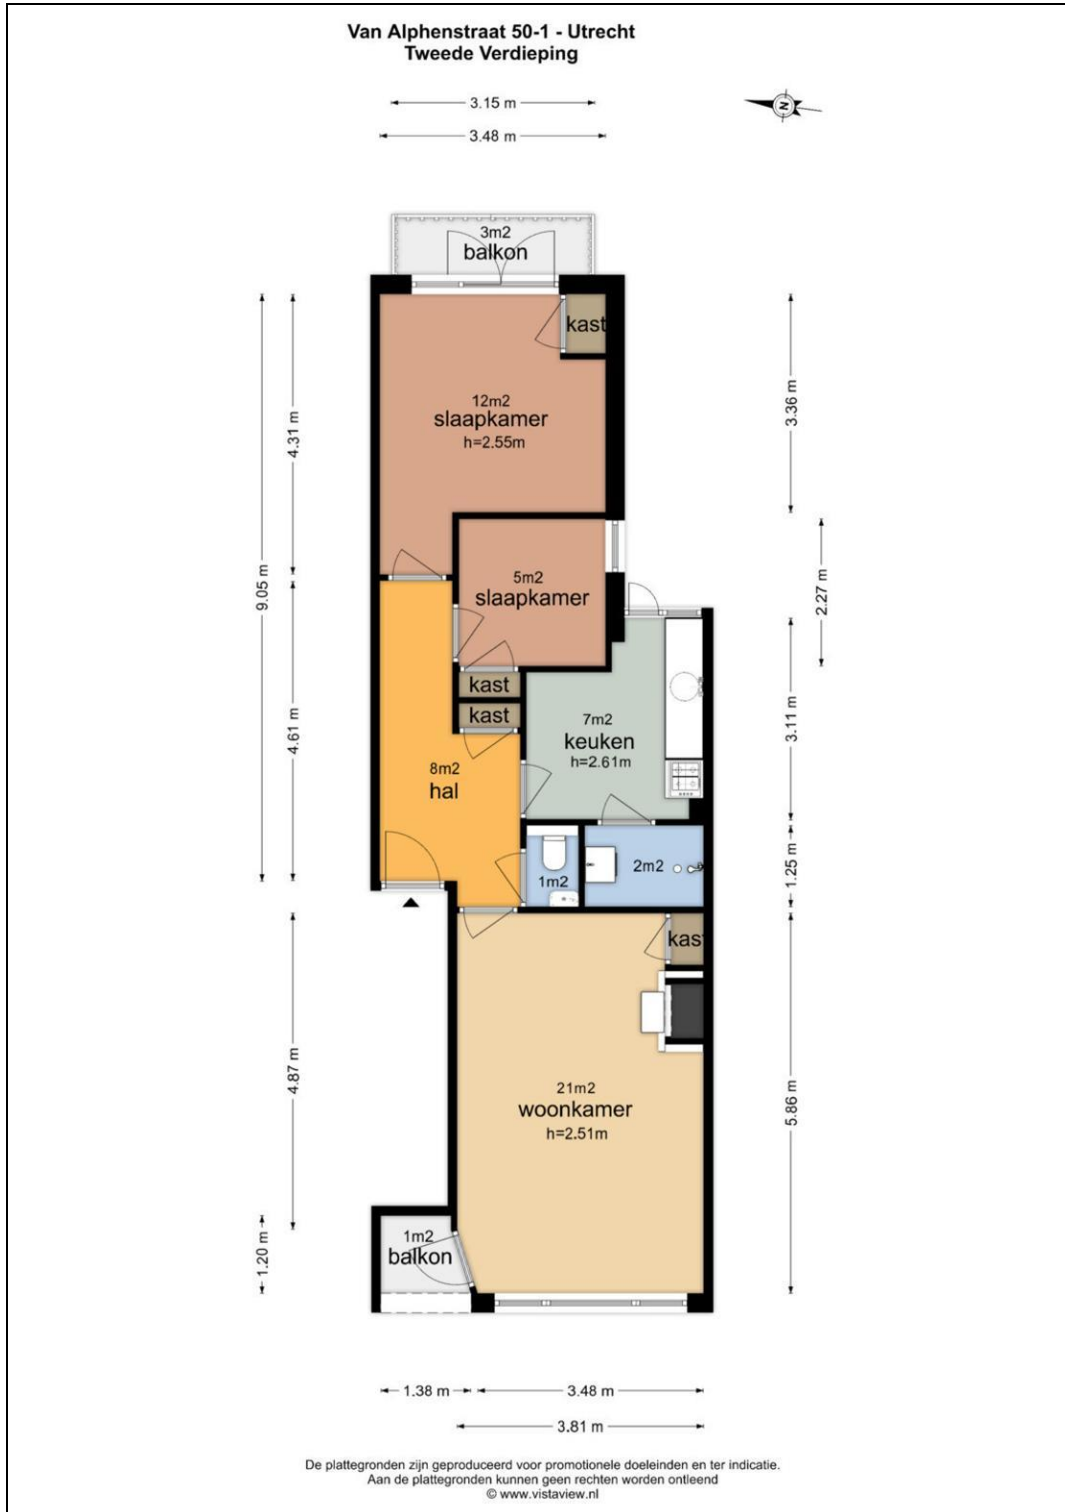 Van Alphenstraat 50-1 - Utrecht
Tweede Verdieping
3.15 m
3.48 m
N
3m2
balkon
kast
12m2
slaapkamer
h=2.55m
4.31 m
3.36 m
9.05 m
5m2
slaapkamer
2.27 m
kast
kast
7m2
keuken
h=2.61m
3.11 m
4.61 m
8m2
hal
1m2
2m2
1.25 m
kast
4.87 m
21m2
woonkamer
h=2.51m
5.86 m
1.20 m
1m2
balkon
1.38 m
3.48 m
3.81 m
De plattegronden zijn geproduceerd voor promotionele doeleinden en ter indicatie.
Aan de plattegronden kunnen geen rechten worden ontleend
© www.vistaview.nl